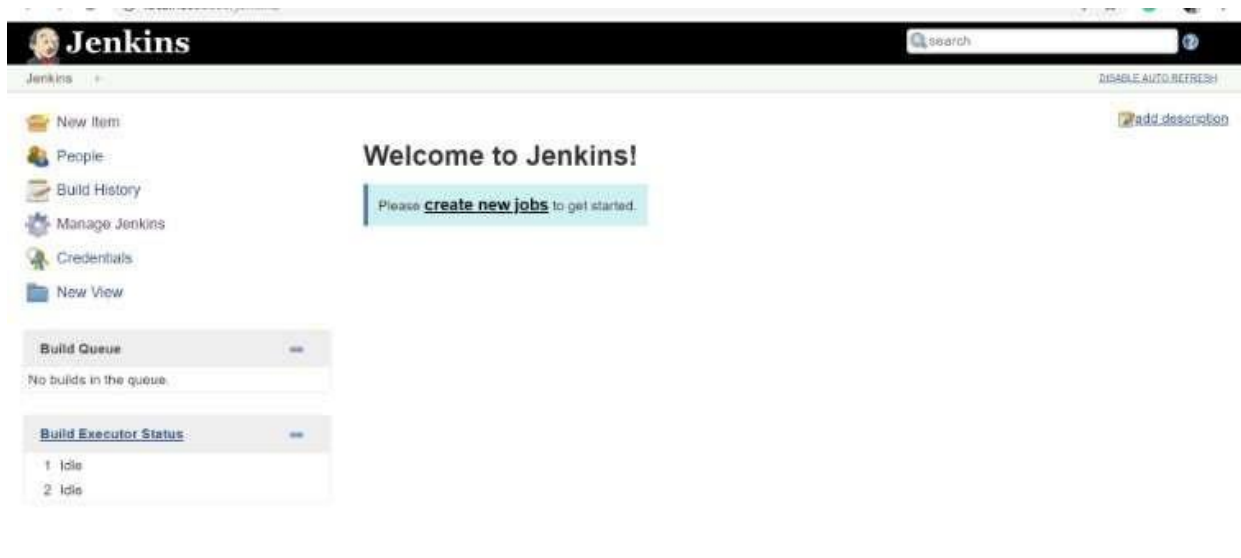 Jenkins
search
Jenkins
DISABLE AUTO REFRESH
New Item
People
Build History
Manage Jenkins
Credentials
New View
add description
Welcome to Jenkins!
Please create new jobs to get started.
Build Queue
No builds in the queue.
Build Executor Status
1 Idle
2 Idle